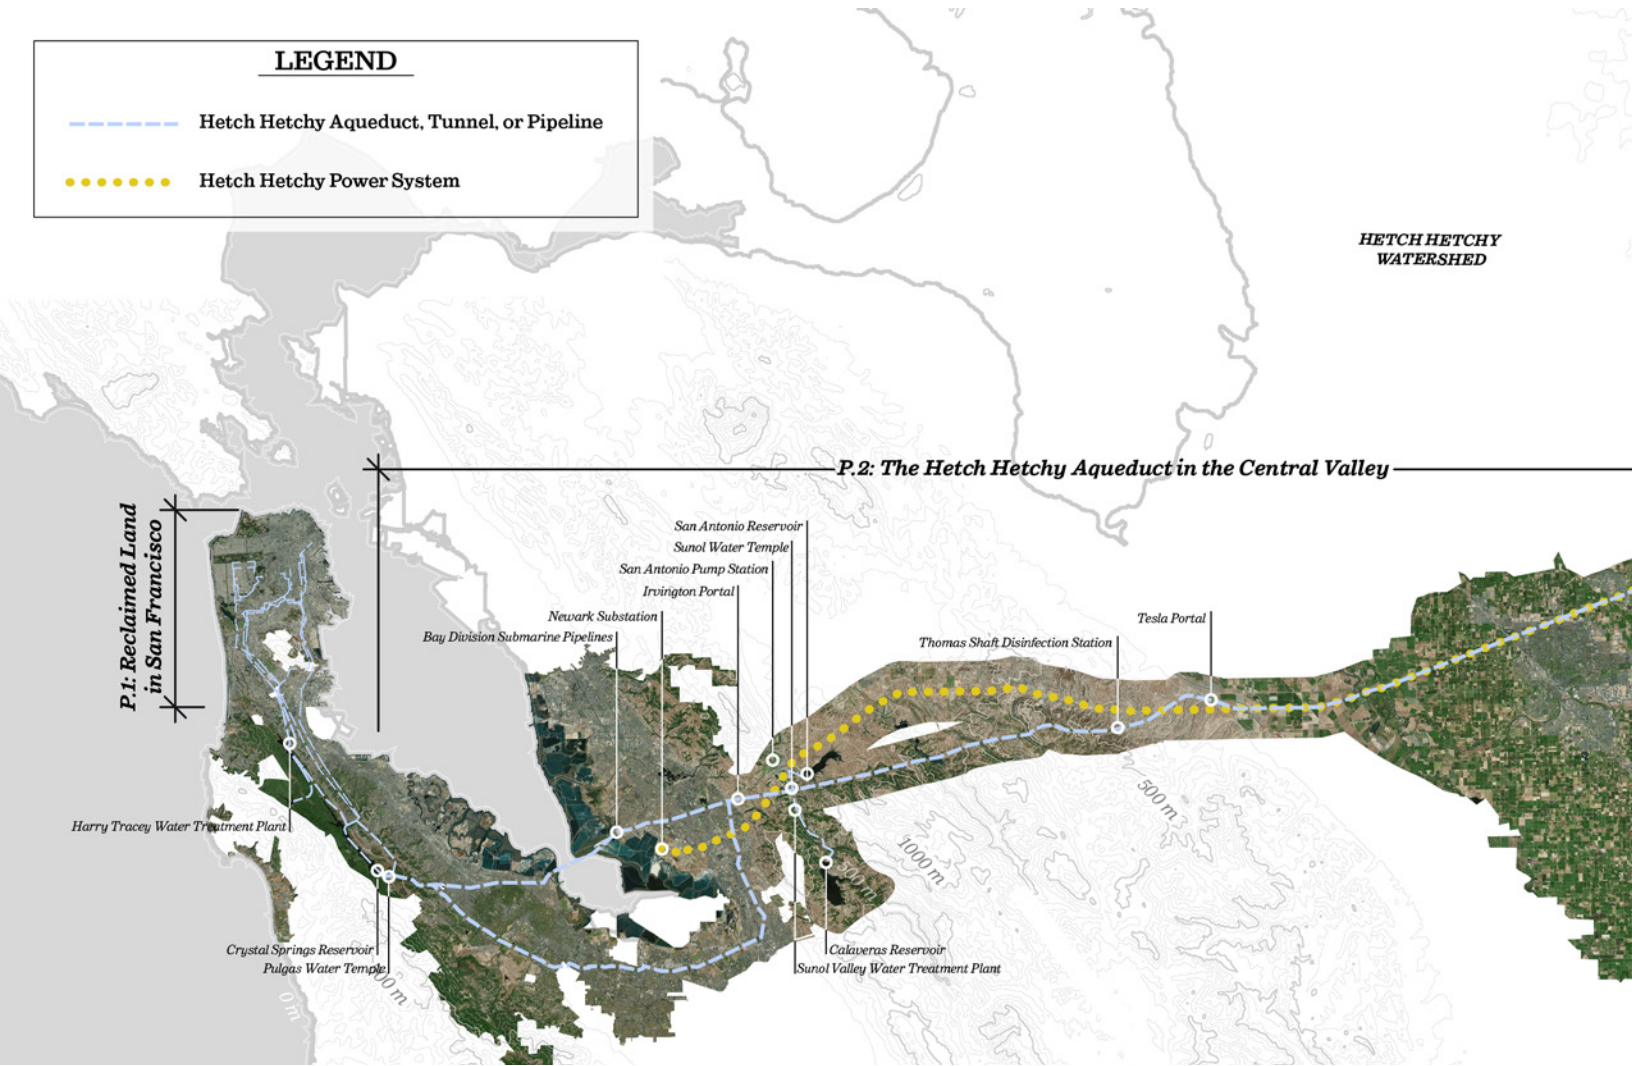 LEGEND
Hetch Hetchy Aqueduct, Tunnel, or Pipeline
Hetch Hetchy Power System
HETCH HETCHY
WATERSHED
P.2: The Hetch Hetchy Aqueduct in the Central Valley
P.1: Reclaimed Land
in San Francisco
San Antonio Reservoir
Sunol Water Temple
San Antonio Pump Station
Irvington Portal
Newark Substation
Bay Division Submarine Pipelines
Tesla Portal
Thomas Shaft Disinfection Station
Harry Tracey Water Treatment Plant
500 m
1000 m
500 m
Crystal Springs Reservoir
Pulgas Water Temple
Calaveras Reservoir
Sunol Valley Water Treatment Plant
0 m